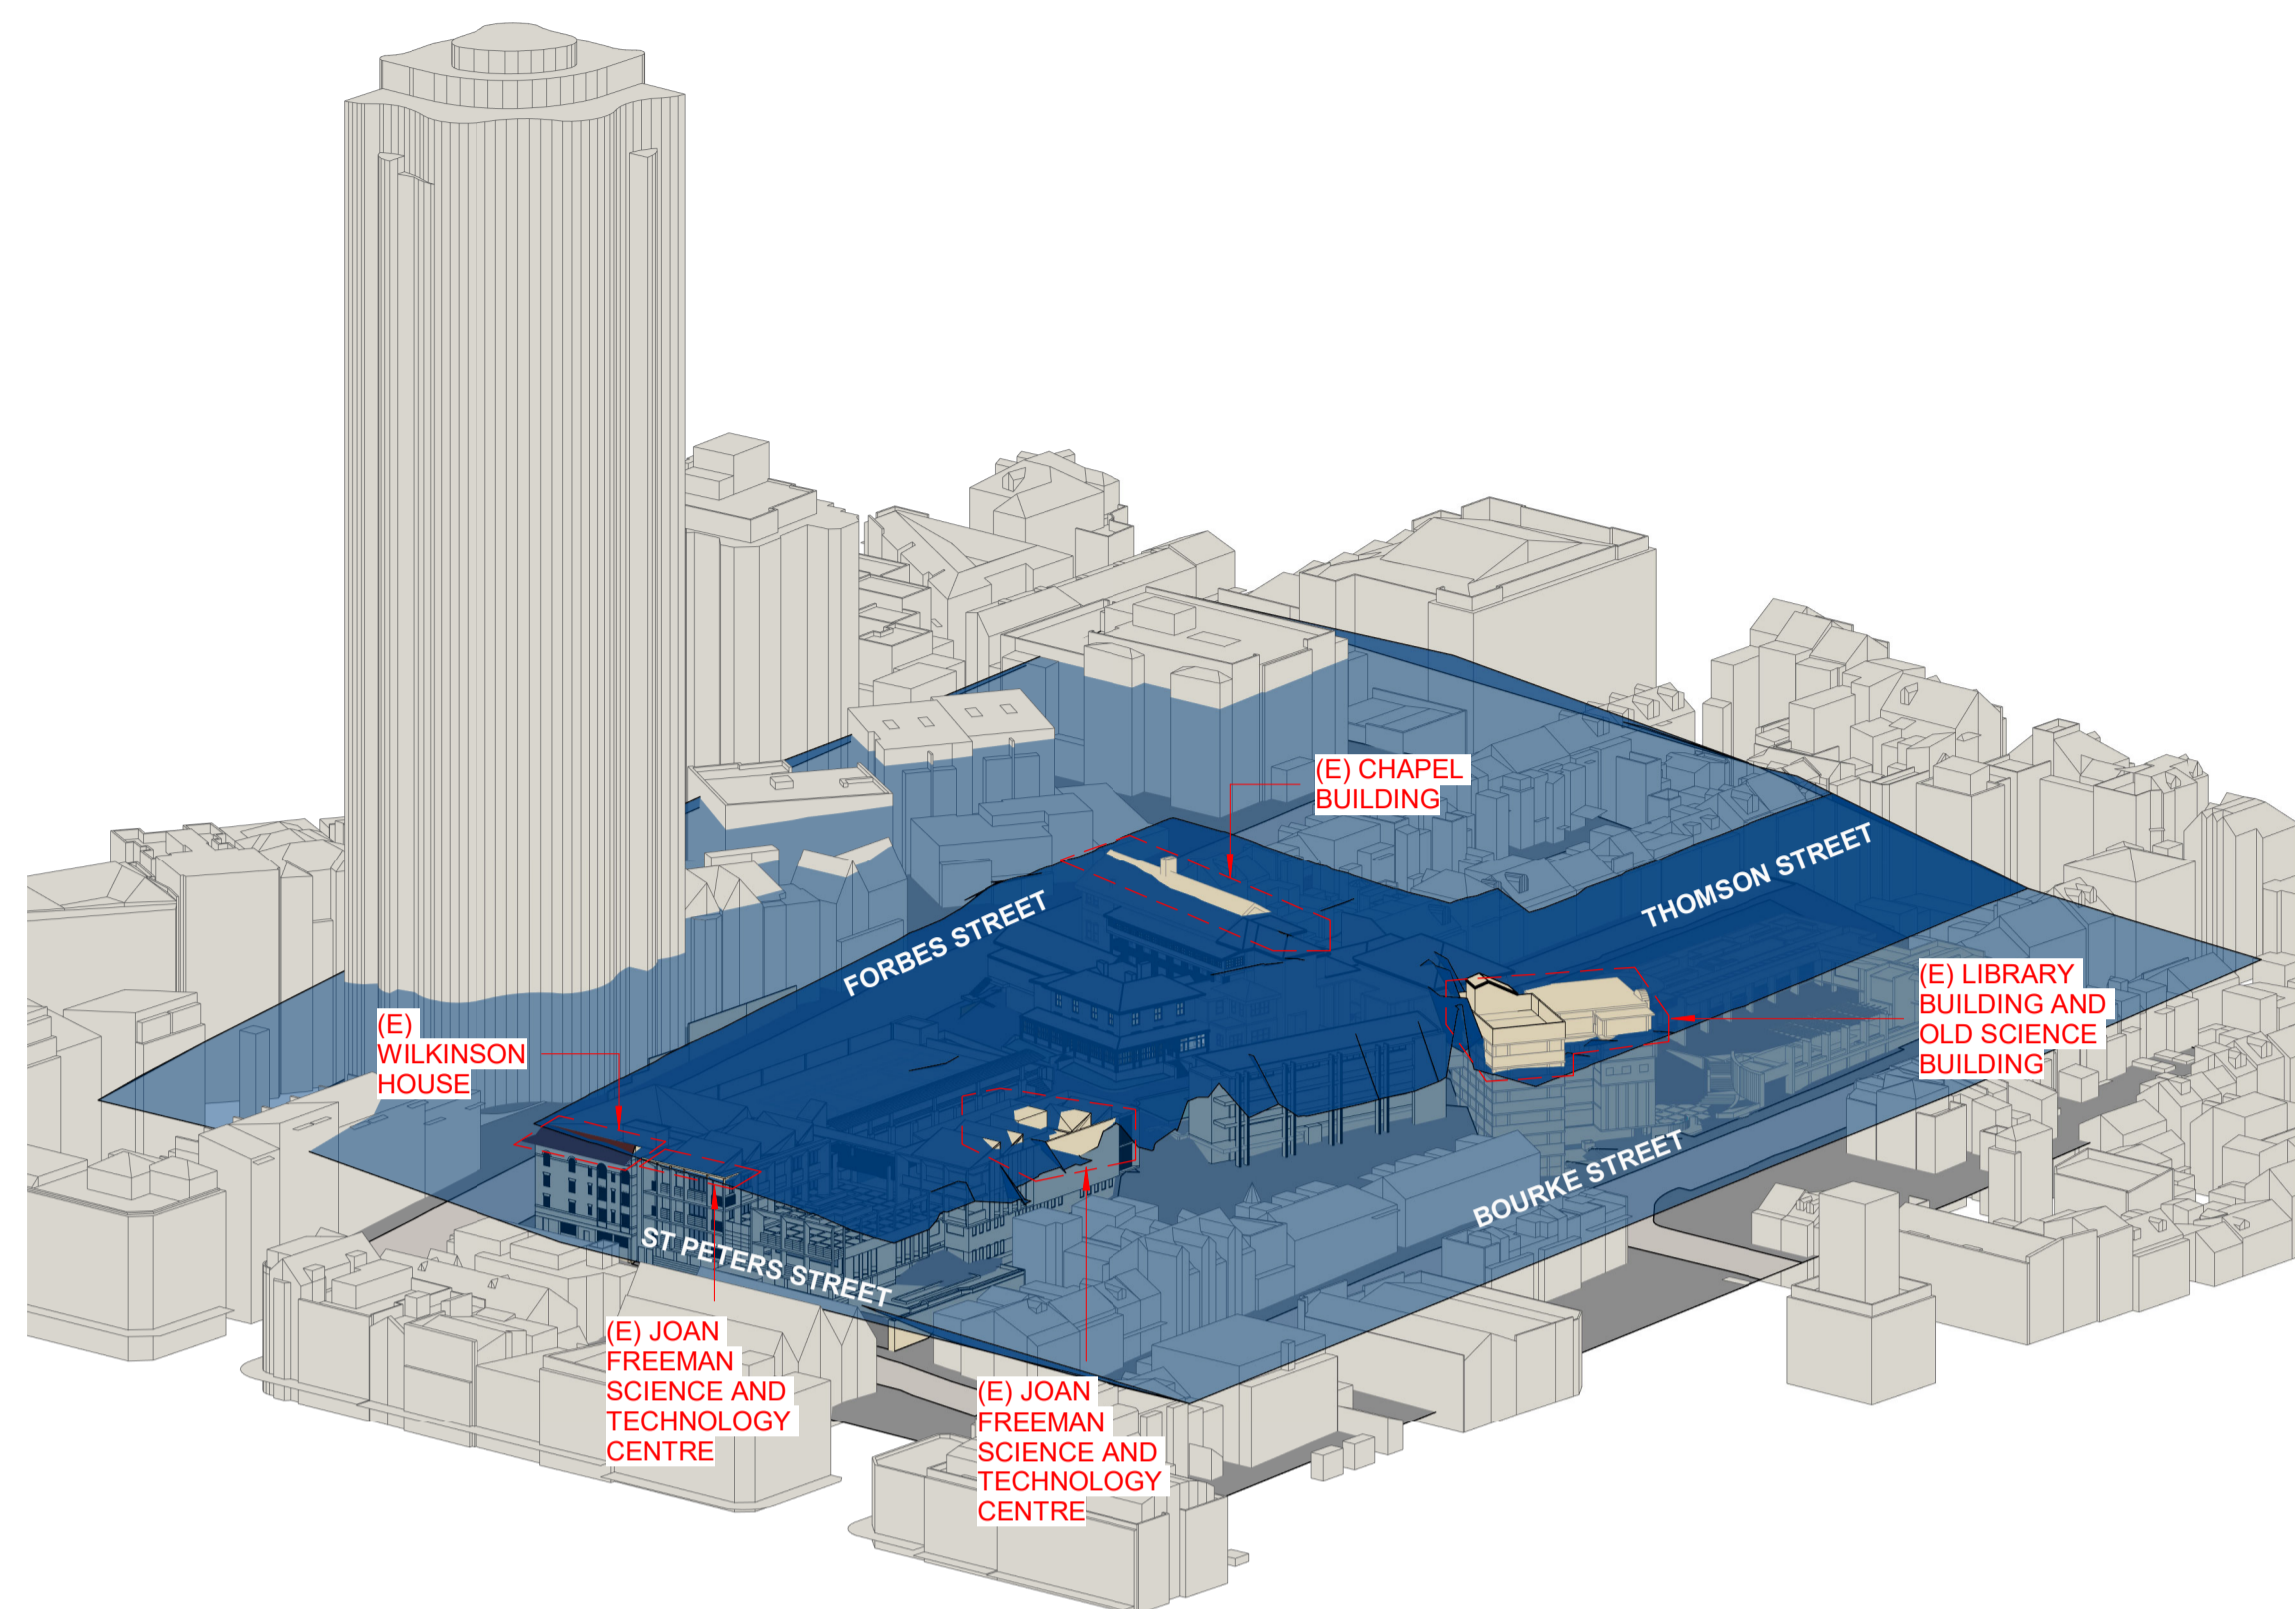 (E) CHAPEL
BUILDING
THOMSON STREET
FORBES STREET
(E) LIBRARY
BUILDING AND
OLD SCIENCE
BUILDING
(E)
WILKINSON
HOUSE
BOURKE STREET
ST PETERS STREET
(E) JOAN
FREEMAN
SCIENCE AND
TECHNOLOGY
CENTRE
(E) JOAN
FREEMAN
SCIENCE AND
TECHNOLOGY
CENTRE